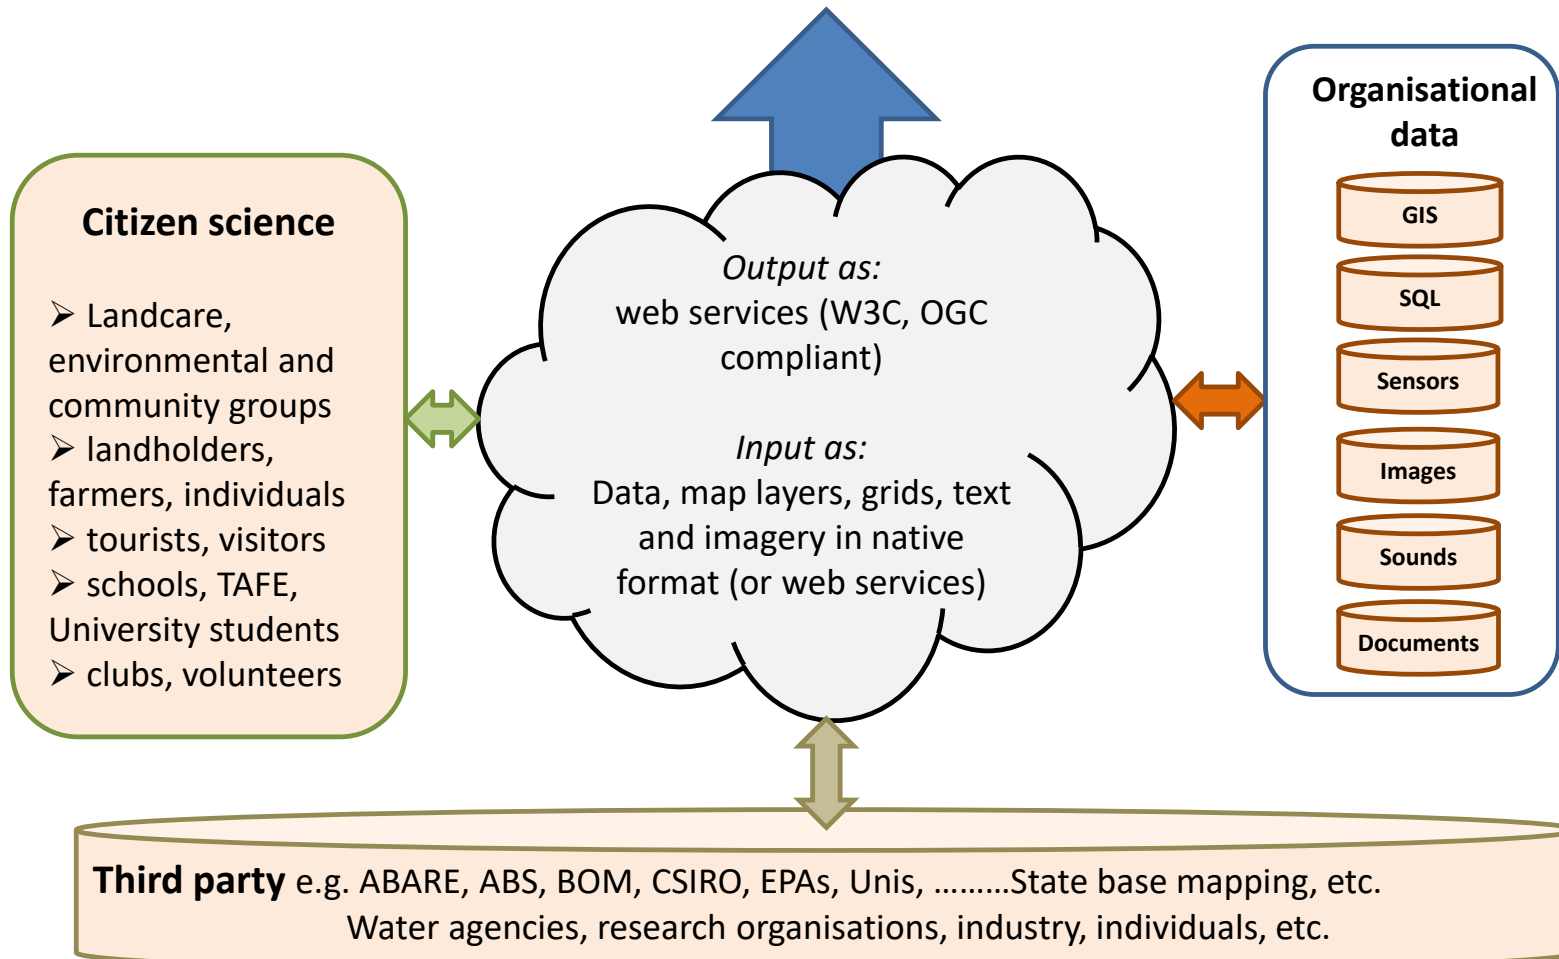 Citizen science
➢ Landcare,
environmental and
community groups
➢ landholders,
farmers, individuals
➢ tourists, visitors
➢ schools, TAFE,
University students
➢ clubs, volunteers
Output as:
web services (W3C, OGC
compliant)
Input as:
Data, map layers, grids, text
and imagery in native
format (or web services)
Organisational
data
GIS
SQL
Sensors
Images
Sounds
Documents
Third party e.g. ABARE, ABS, BOM, CSIRO, EPAs, Unis, .........State base mapping, etc.
Water agencies, research organisations, industry, individuals, etc.